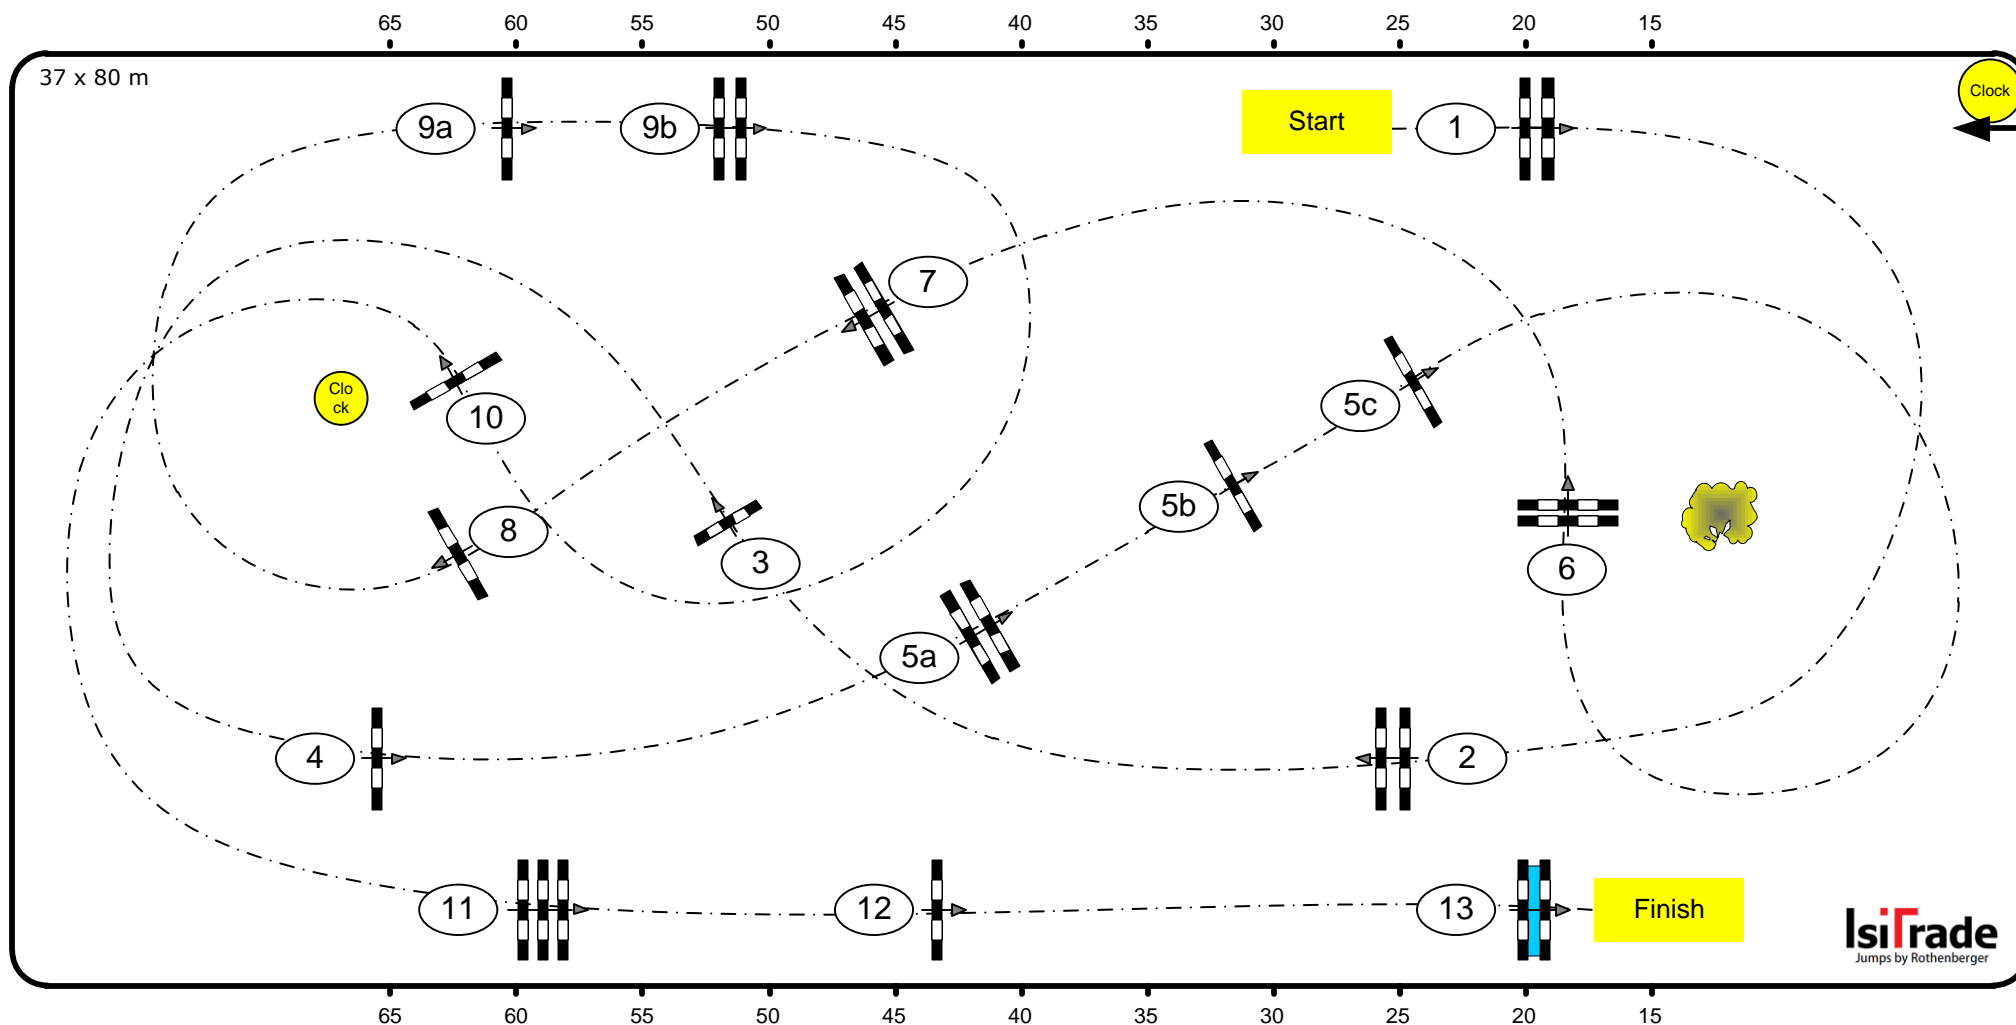 65 60 55 50 45 40 35 30 25 20 15
37 x 80 m
Clock
9a
9b
Start
1
7
Clo
ck
10
5c
5b
8
3
6
5a
4
2
11
12
13
Finish
IsiTrade
Jumps by Rothenberger
65 60 55 50 45 40 35 30 25 20 15